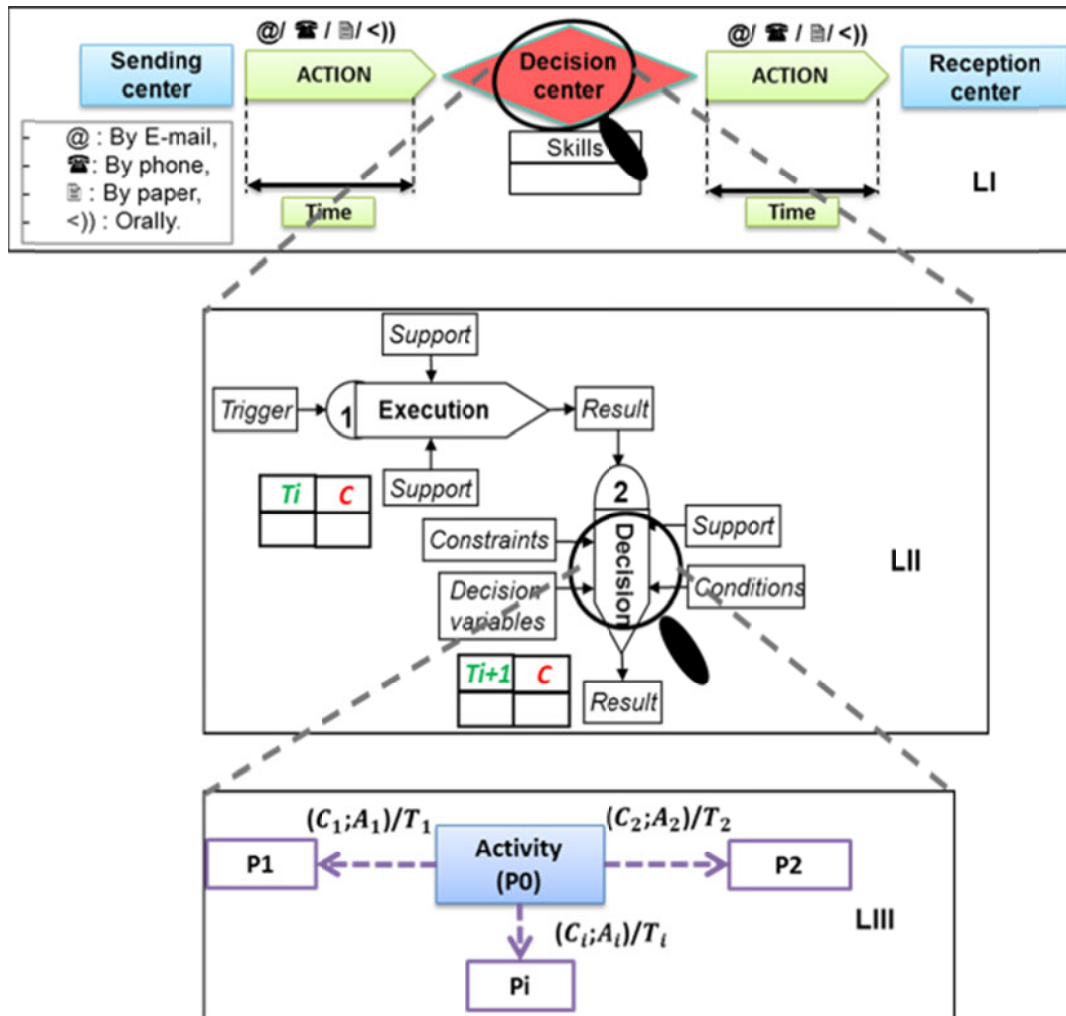 @/ ☎ / 🗎/ <))
@/ ☎ / 🗎/ <))
Sending
center
ACTION
Decision
center
ACTION
Reception
center
- @ : By E-mail,
- ☎: By phone,
- 🗎 : By paper,
- <)) : Orally.
Skills
Time
Time
LI
Support
Trigger
1
Execution
Result
Support
Ti
C
2
Decision
Constraints
Support
Decision
variables
Conditions
LII
Ti+1
C
Result
(C₁;A₁)/T₁
(C₂;A₂)/T₂
P1
Activity
(P0)
P2
(Cᵢ;Aᵢ)/Tᵢ
LIII
Pi